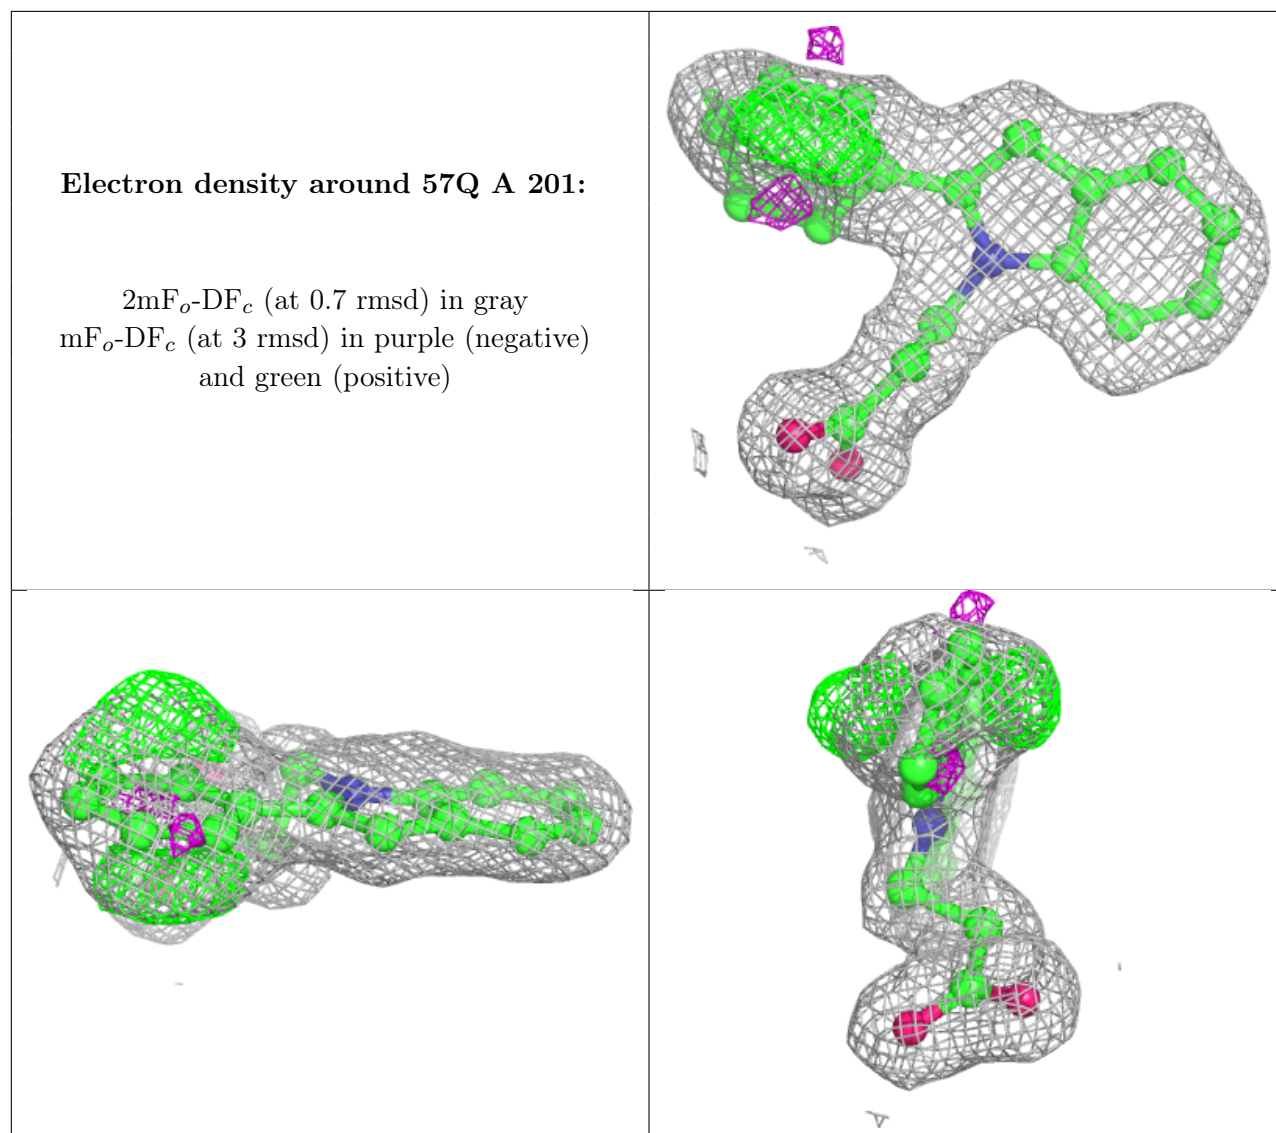 Electron density around 57Q A 201:
2mFo-DFc (at 0.7 rmsd) in gray
mFo-DFc (at 3 rmsd) in purple (negative)
and green (positive)